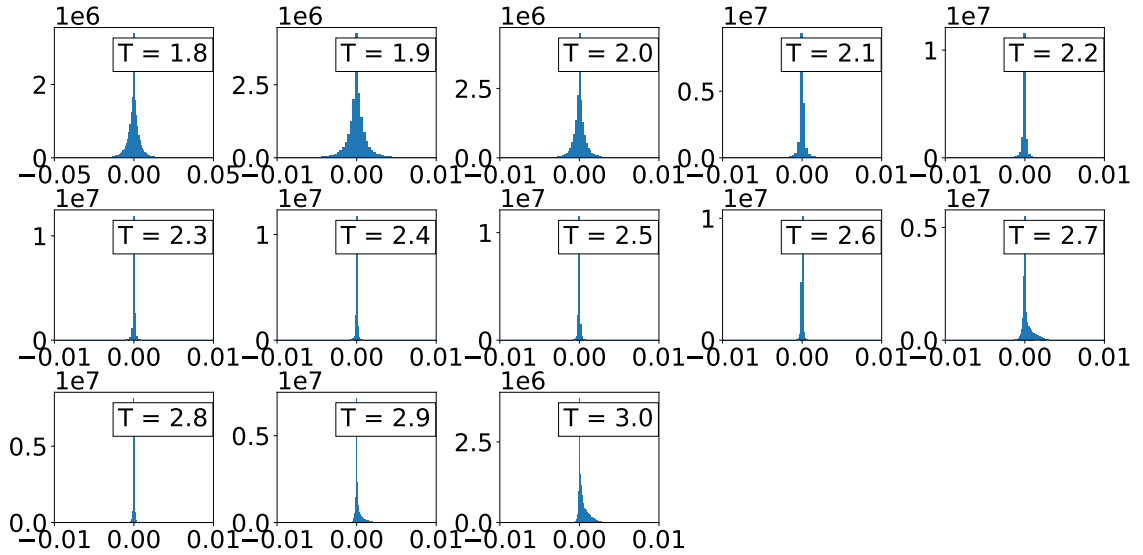 1e6 1e6 1e6 1e7 1e7
T = 1.8 T = 1.9 T = 2.0 T = 2.1 T = 2.2
2 2.5 2.5 0.5 1
0 0.0 0.0 0.0 0
−0.05 0.00 0.05 −0.01 0.00 0.01 −0.01 0.00 0.01 −0.01 0.00 0.01 −0.01 0.00 0.01
1e7 1e7 1e7 1e7 1e7
T = 2.3 T = 2.4 T = 2.5 T = 2.6 T = 2.7
1 1 1 1 0.5
0 0 0 0 0.0
−0.01 0.00 0.01 −0.01 0.00 0.01 −0.01 0.00 0.01 −0.01 0.00 0.01 −0.01 0.00 0.01
1e7 1e7 1e6
T = 2.8 T = 2.9 T = 3.0
0.5 0.5 2.5
0.0 0.0 0.0
−0.01 0.00 0.01 −0.01 0.00 0.01 −0.01 0.00 0.01